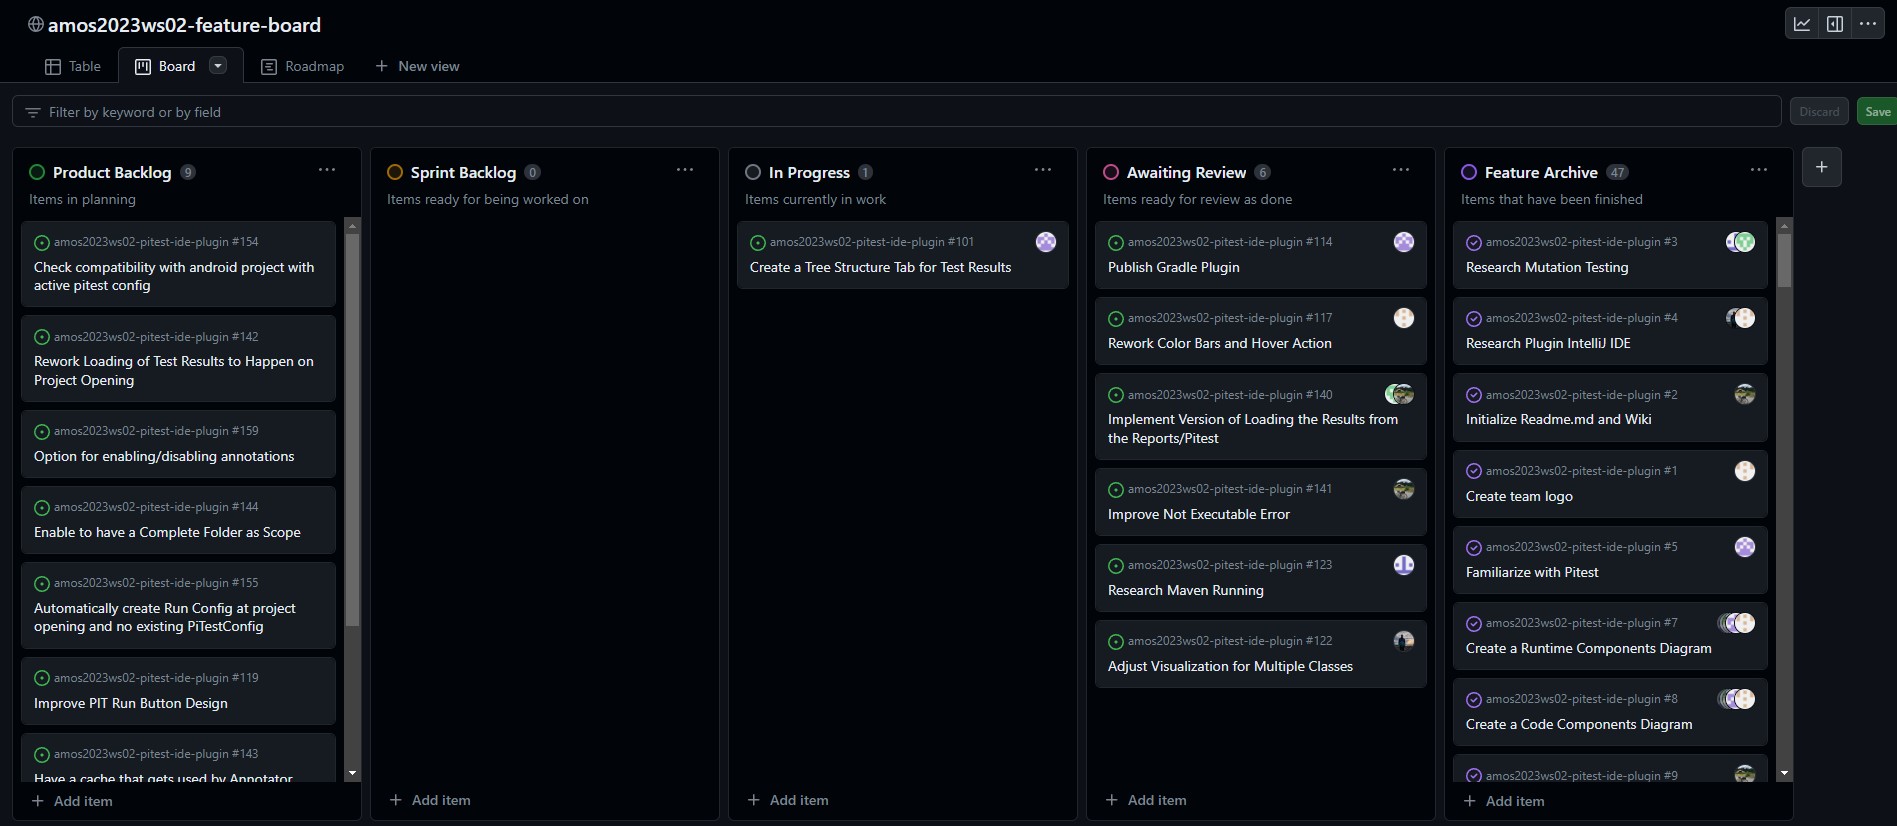 amos2023ws02-feature-board
Table
Board
Roadmap
New view
Filter by keyword or by field
Discard
Save
Product Backlog 9
Items in planning
amos2023ws02-pitest-ide-plugin #154
Check compatibility with android project with
active pitest config
amos2023ws02-pitest-ide-plugin #142
Rework Loading of Test Results to Happen on
Project Opening
amos2023ws02-pitest-ide-plugin #159
Option for enabling/disabling annotations
amos2023ws02-pitest-ide-plugin #144
Enable to have a Complete Folder as Scope
amos2023ws02-pitest-ide-plugin #155
Automatically create Run Config at project
opening and no existing PiTestConfig
amos2023ws02-pitest-ide-plugin #119
Improve PIT Run Button Design
amos2023ws02-pitest-ide-plugin #143
Have a cache that gets used by Annotator
Add item
Sprint Backlog 0
Items ready for being worked on
Add item
In Progress 1
Items currently in work
amos2023ws02-pitest-ide-plugin #101
Create a Tree Structure Tab for Test Results
Add item
Awaiting Review 6
Items ready for review as done
amos2023ws02-pitest-ide-plugin #114
Publish Gradle Plugin
amos2023ws02-pitest-ide-plugin #117
Rework Color Bars and Hover Action
amos2023ws02-pitest-ide-plugin #140
Implement Version of Loading the Results from
the Reports/Pitest
amos2023ws02-pitest-ide-plugin #141
Improve Not Executable Error
amos2023ws02-pitest-ide-plugin #123
Research Maven Running
amos2023ws02-pitest-ide-plugin #122
Adjust Visualization for Multiple Classes
Add item
Feature Archive 47
Items that have been finished
amos2023ws02-pitest-ide-plugin #3
Research Mutation Testing
amos2023ws02-pitest-ide-plugin #4
Research Plugin IntelliJ IDE
amos2023ws02-pitest-ide-plugin #2
Initialize Readme.md and Wiki
amos2023ws02-pitest-ide-plugin #1
Create team logo
amos2023ws02-pitest-ide-plugin #5
Familiarize with Pitest
amos2023ws02-pitest-ide-plugin #7
Create a Runtime Components Diagram
amos2023ws02-pitest-ide-plugin #8
Create a Code Components Diagram
amos2023ws02-pitest-ide-plugin #9
Add item